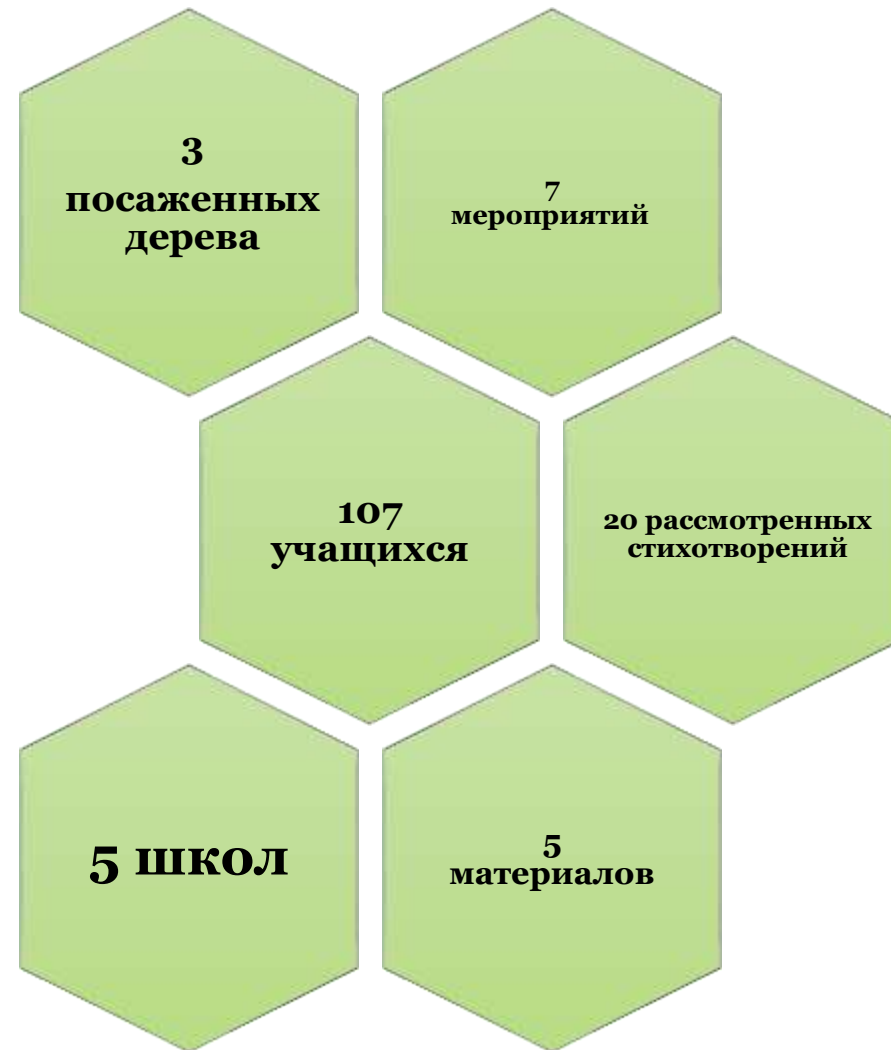 3
посаженных
дерева
7
мероприятий
107
учащихся
20 рассмотренных
стихотворений
5 школ
5
материалов